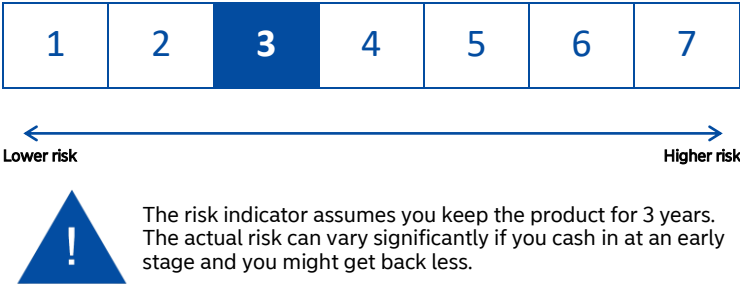 1 2 3 4 5 6 7
Lower risk Higher risk
!
The risk indicator assumes you keep the product for 3 years.
The actual risk can vary significantly if you cash in at an early
stage and you might get back less.